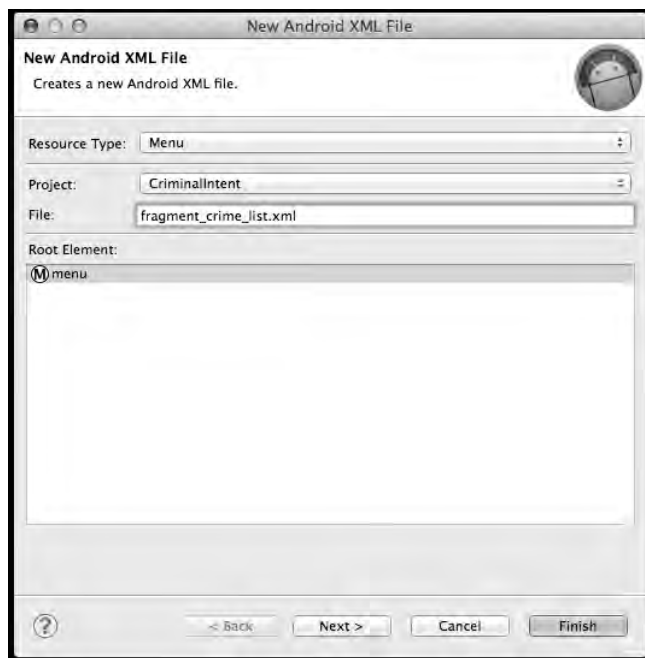 New Android XML File
New Android XML File
Creates a new Android XML file.
Resource Type: Menu
Project: CriminalIntent
File: fragment_crime_list.xml
Root Element:
M menu
? < Back Next > Cancel Finish